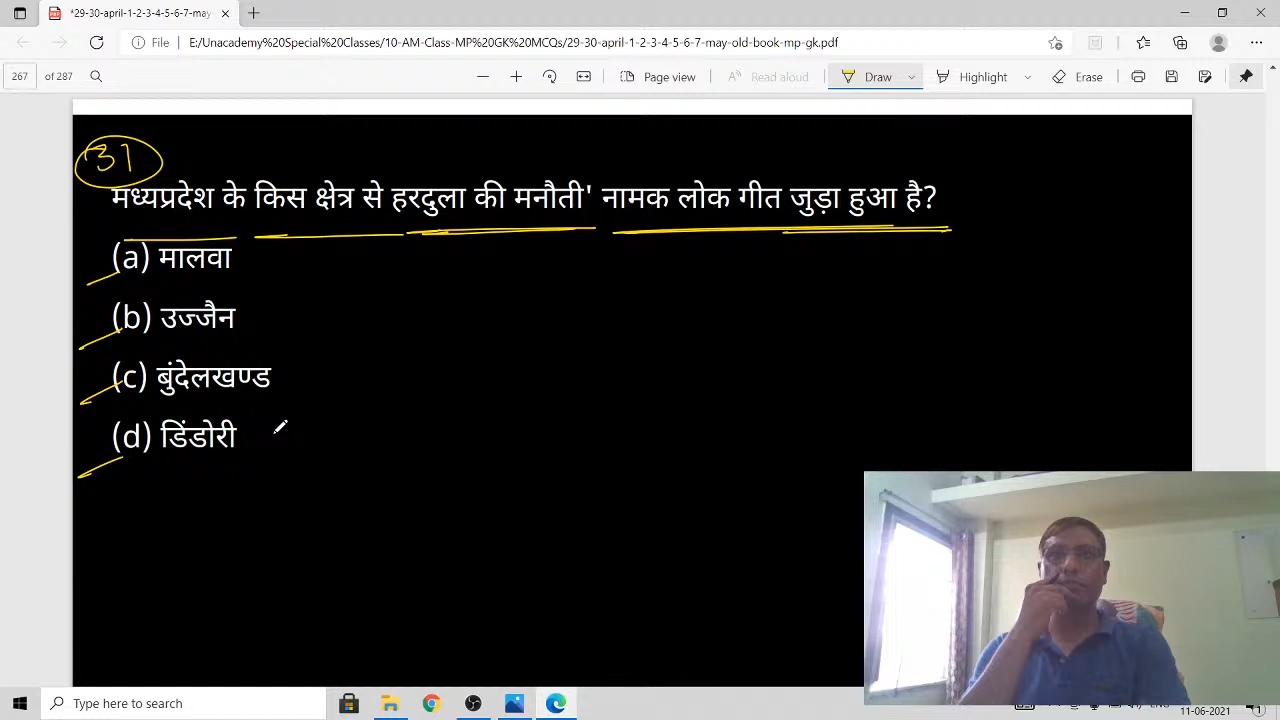 *29-30-april-1-2-3-4-5-6-7-may
File
E:/Unacademy%20Special%20Classes/10-AM-Class-MP%20GK%20MCQs/29-30-april-1-2-3-4-5-6-7-may-old-book-mp-gk.pdf
267 of 287
Page view
Read aloud
Draw
Highlight
Erase
31
मध्यप्रदेश के किस क्षेत्र से हरदुला की मनौती' नामक लोक गीत जुड़ा हुआ है?
(a) मालवा
(b) उज्जैन
(c) बुंदेलखण्ड
(d) डिंडोरी
Type here to search
11-06-2021